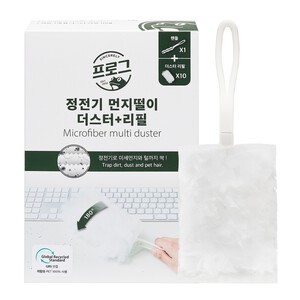 SINCE
프로그
핸들
X1
+
더스터 리필
X10
정전기 먼지떨이
더스터+리필
Microfiber multi duster
정전기로 미세먼지와 털까지 싹!
Trap dirt, dust and pet hair.
180°
Global Recycled
Standard